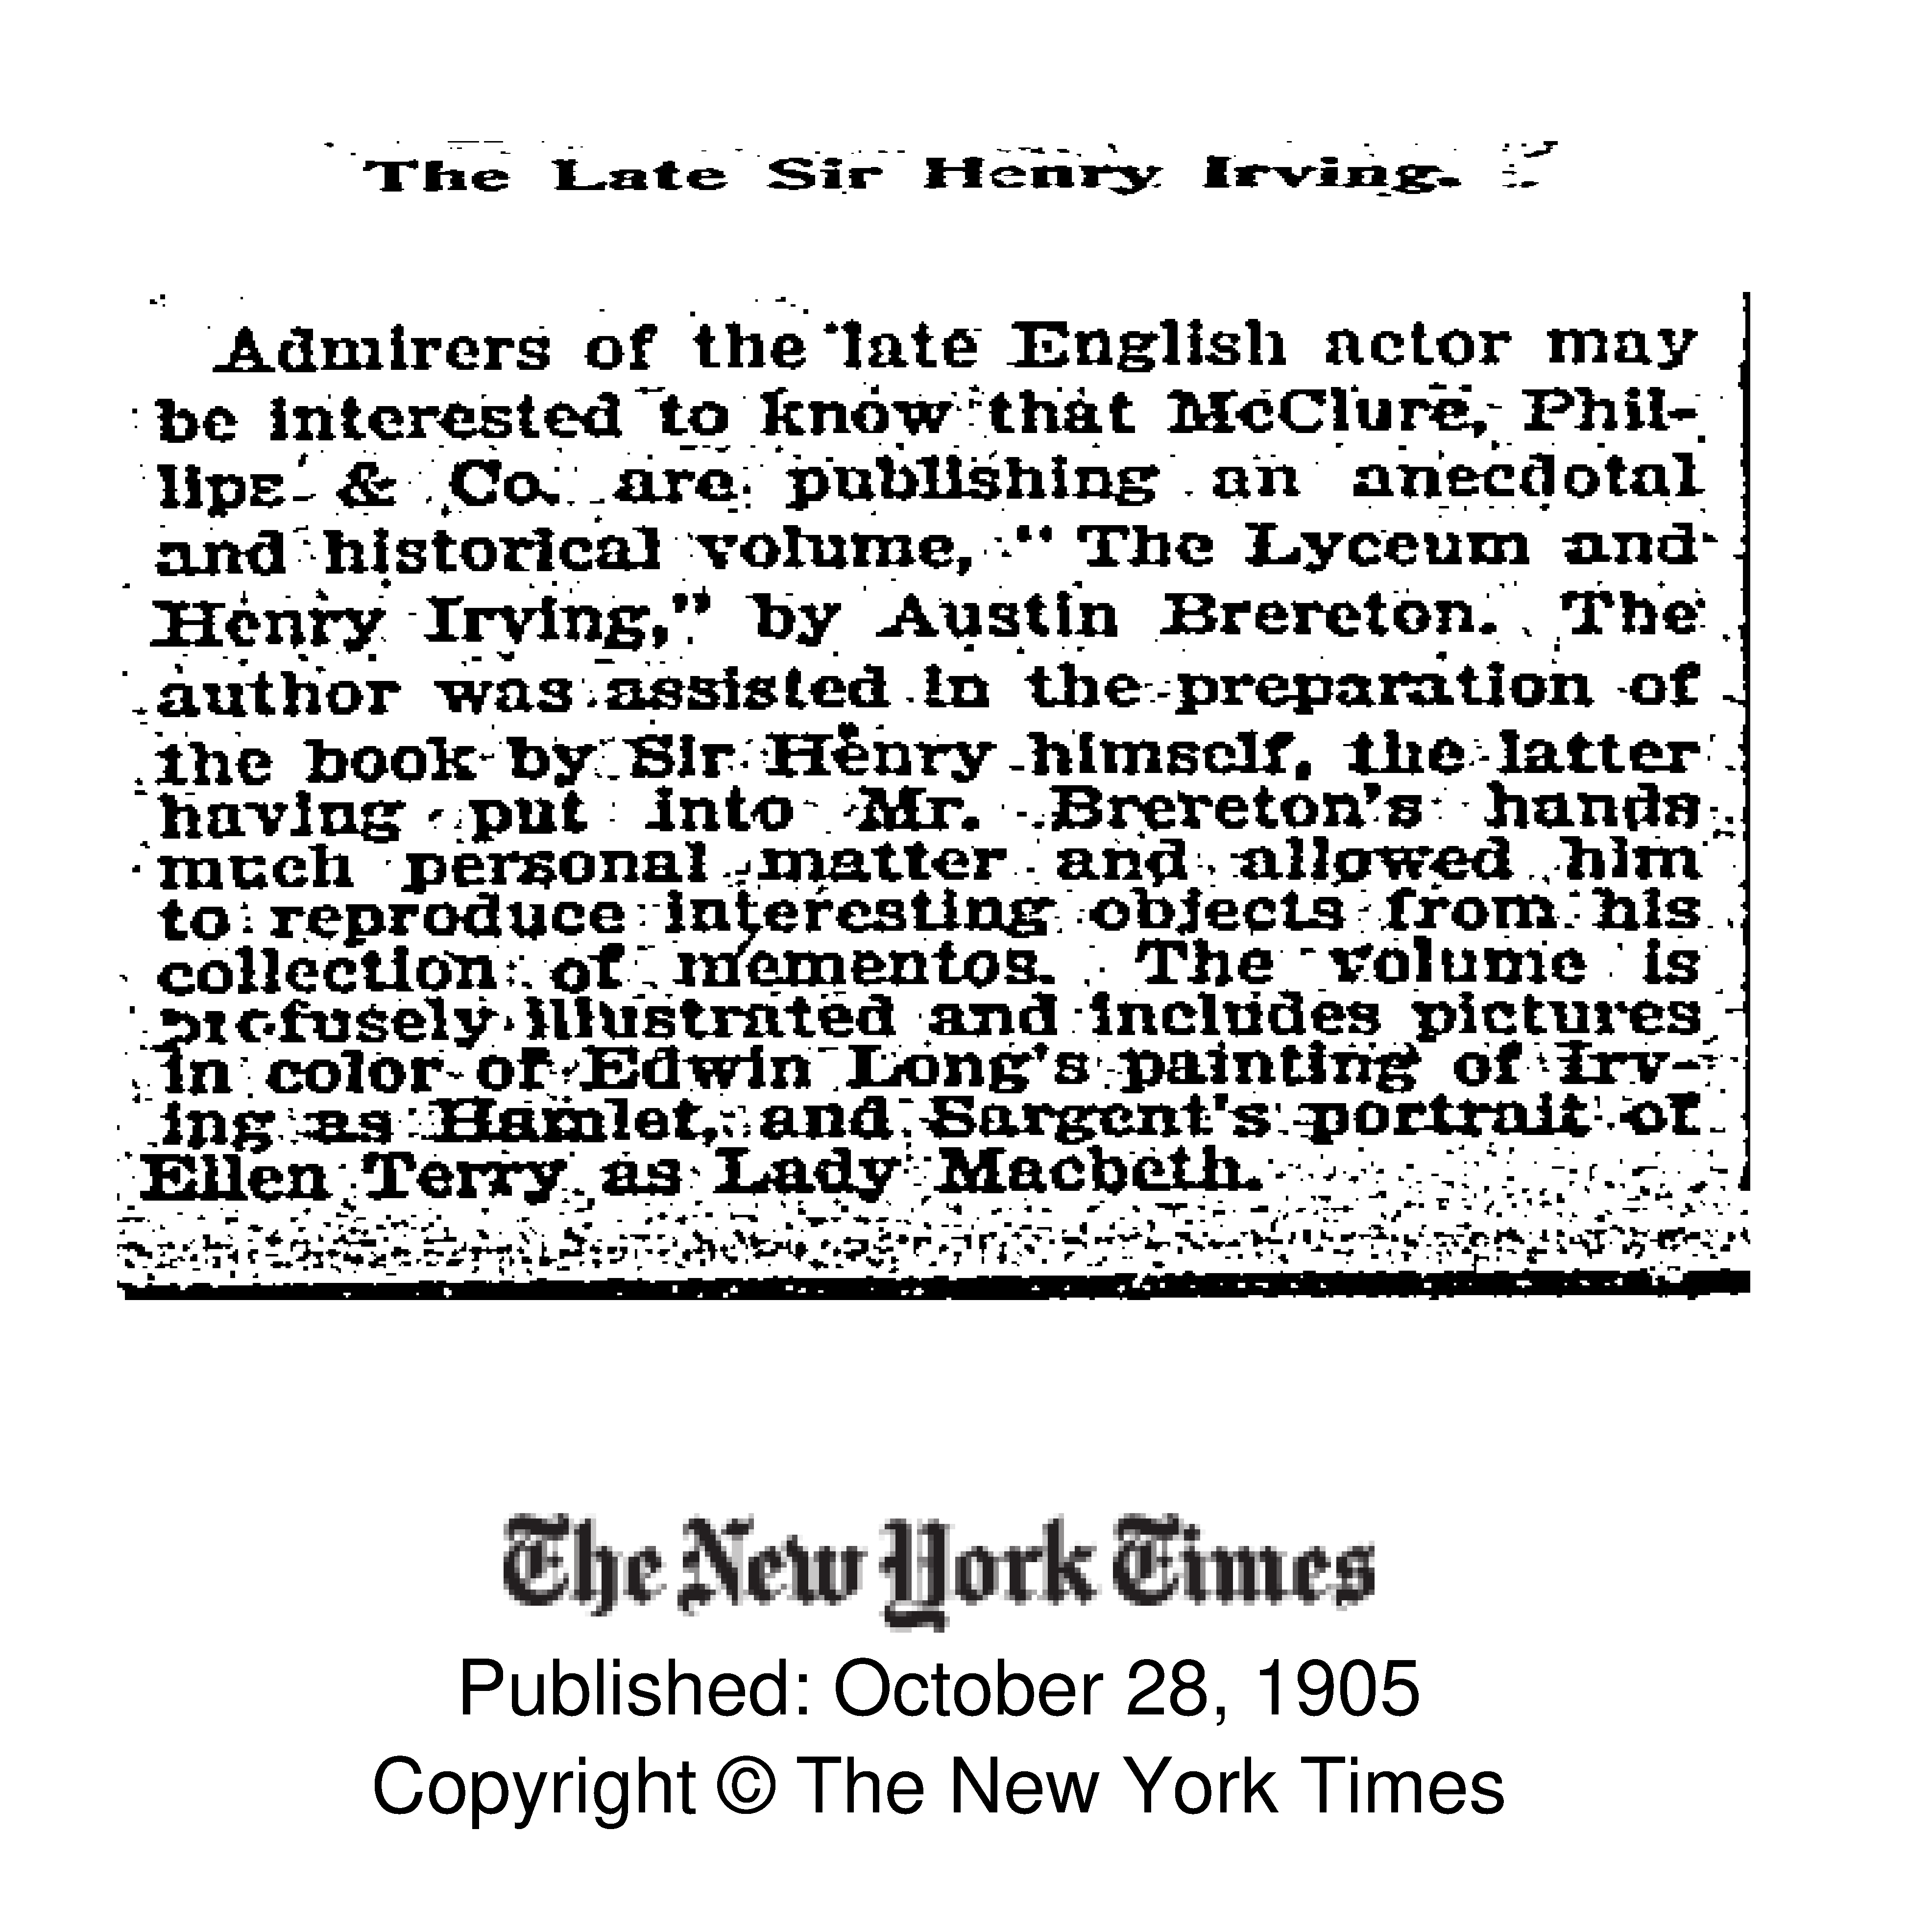 The Late Sir Henry Irving.
Admirers of the late English actor may
be interested to know that McClure, Phil-
lips & Co. are publishing an anecdotal
and historical volume, "The Lyceum and
Henry Irving," by Austin Brereton. The
author was assisted in the preparation of
the book by Sir Henry himself, the latter
having put into Mr. Brereton's hands
much personal matter and allowed him
to reproduce interesting objects from his
collection of mementos. The volume is
profusely illustrated and includes pictures
in color of Edwin Long's painting of Irv-
ing as Hamlet, and Sargent's portrait of
Ellen Terry as Lady Macbeth.
The New York Times
Published: October 28, 1905
Copyright © The New York Times